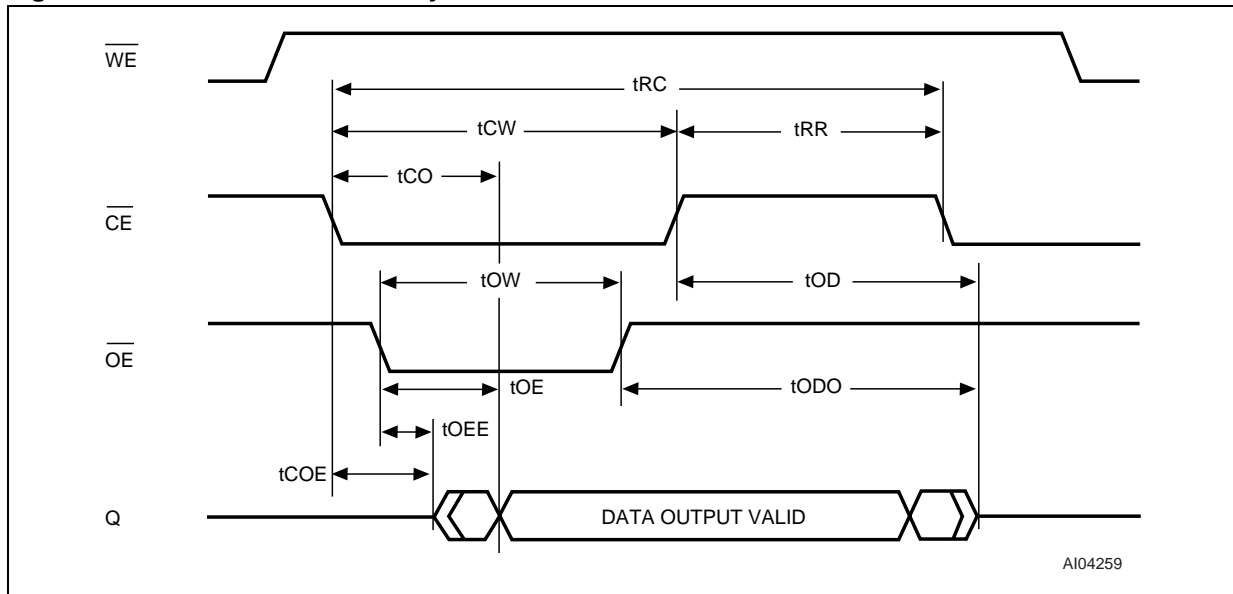 WE
tRC
tCW
tRR
tCO
CE
tOW
tOD
OE
tOE
tODO
tOEE
tCOE
Q
DATA OUTPUT VALID
AI04259